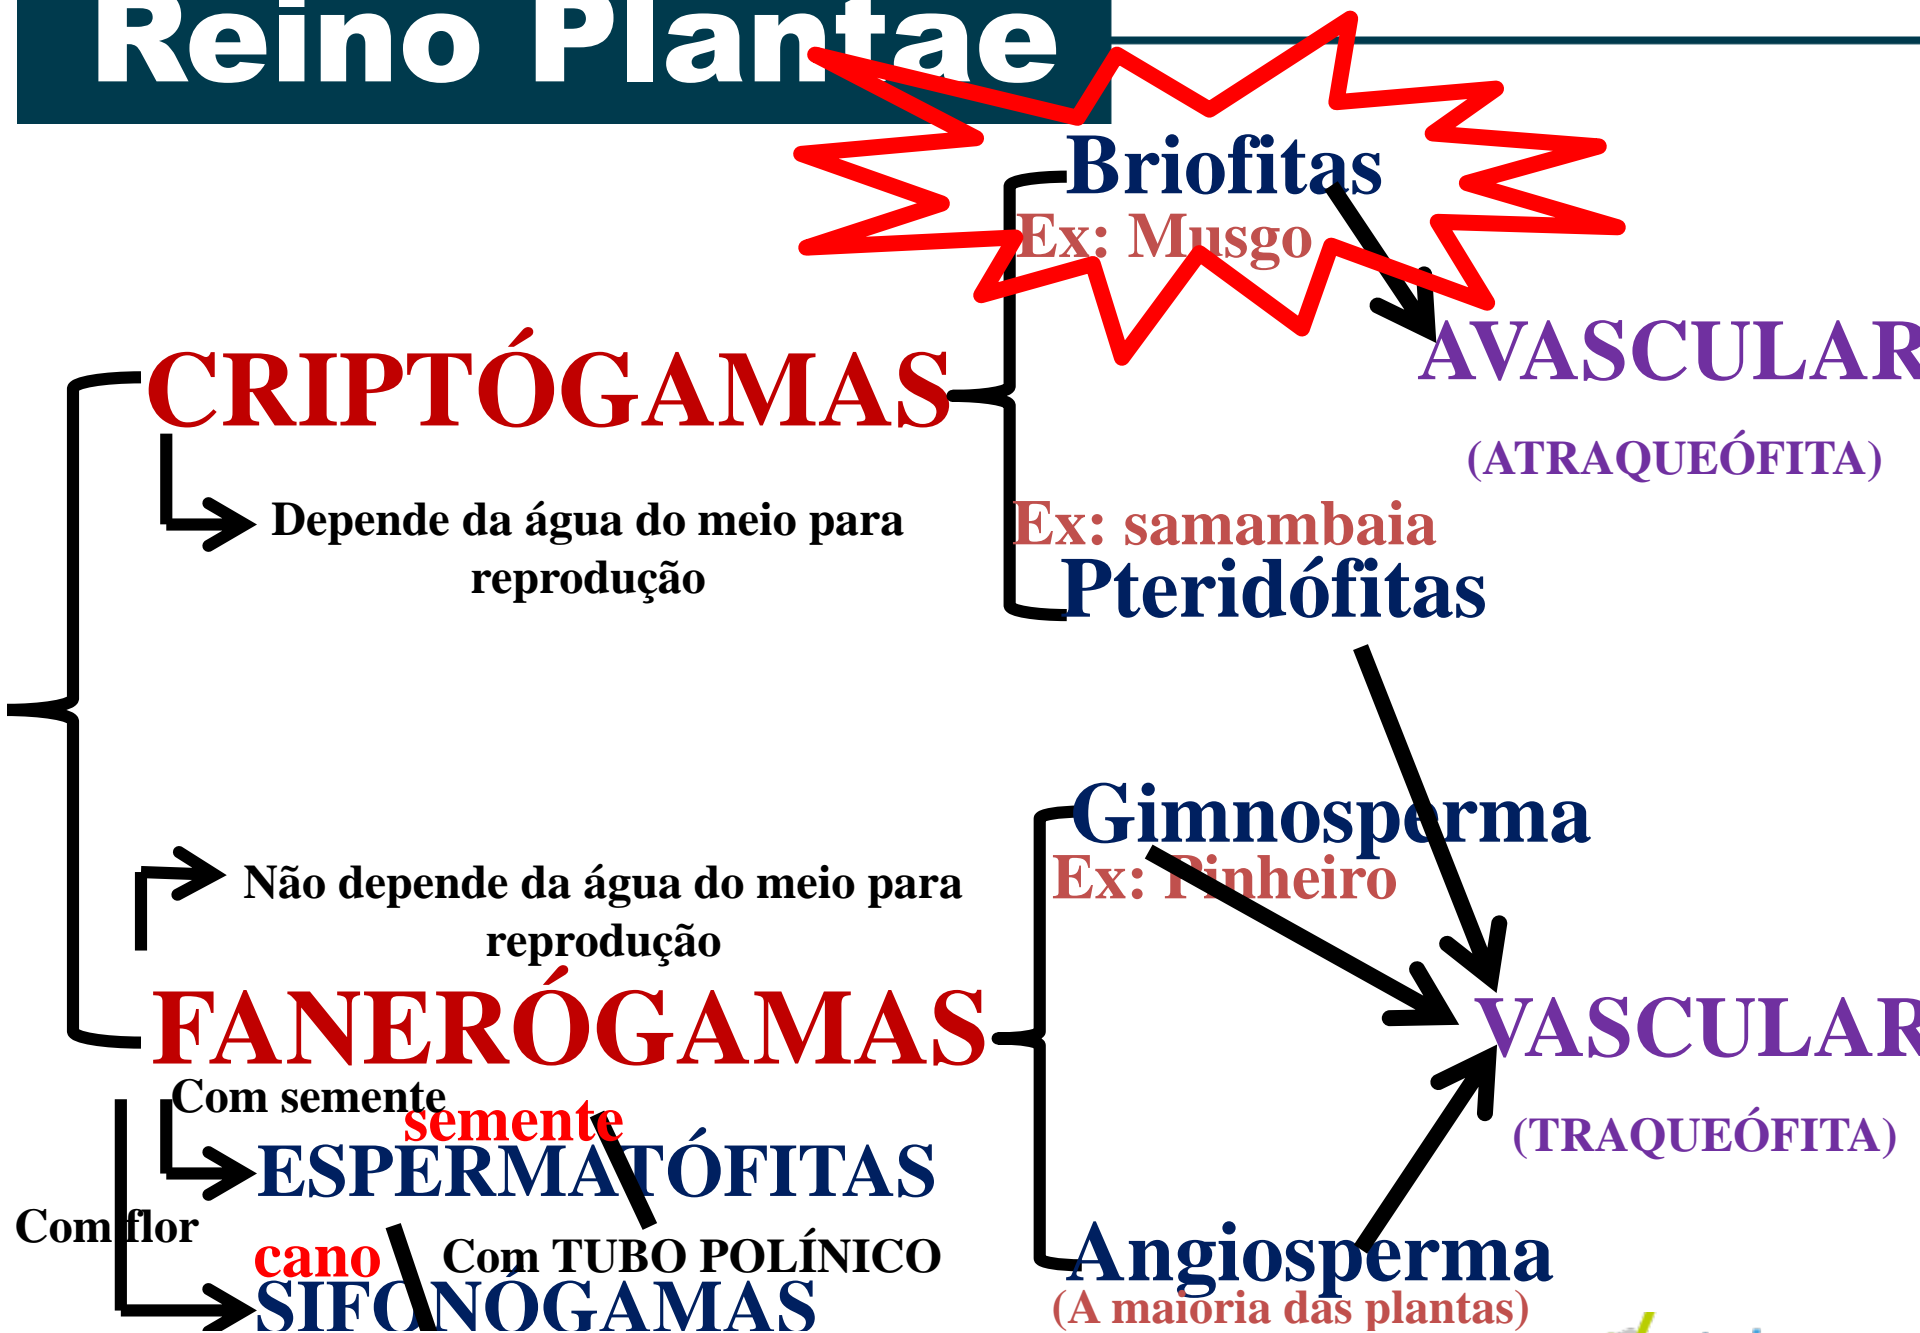 Reino Plantae
Briofitas
Ex: Musgo
AVASCULAR
(ATRAQUEÓFITA)
CRIPTÓGAMAS
Depende da água do meio para
reprodução
Ex: samambaia
Pteridófitas
Gimnosperma
Ex: Pinheiro
Não depende da água do meio para
reprodução
FANERÓGAMAS
VASCULAR
(TRAQUEÓFITA)
Com semente
semente
ESPERMATÓFITAS
Com flor
cano
Com TUBO POLÍNICO
SIFONÓGAMAS
Angiosperma
(A maioria das plantas)